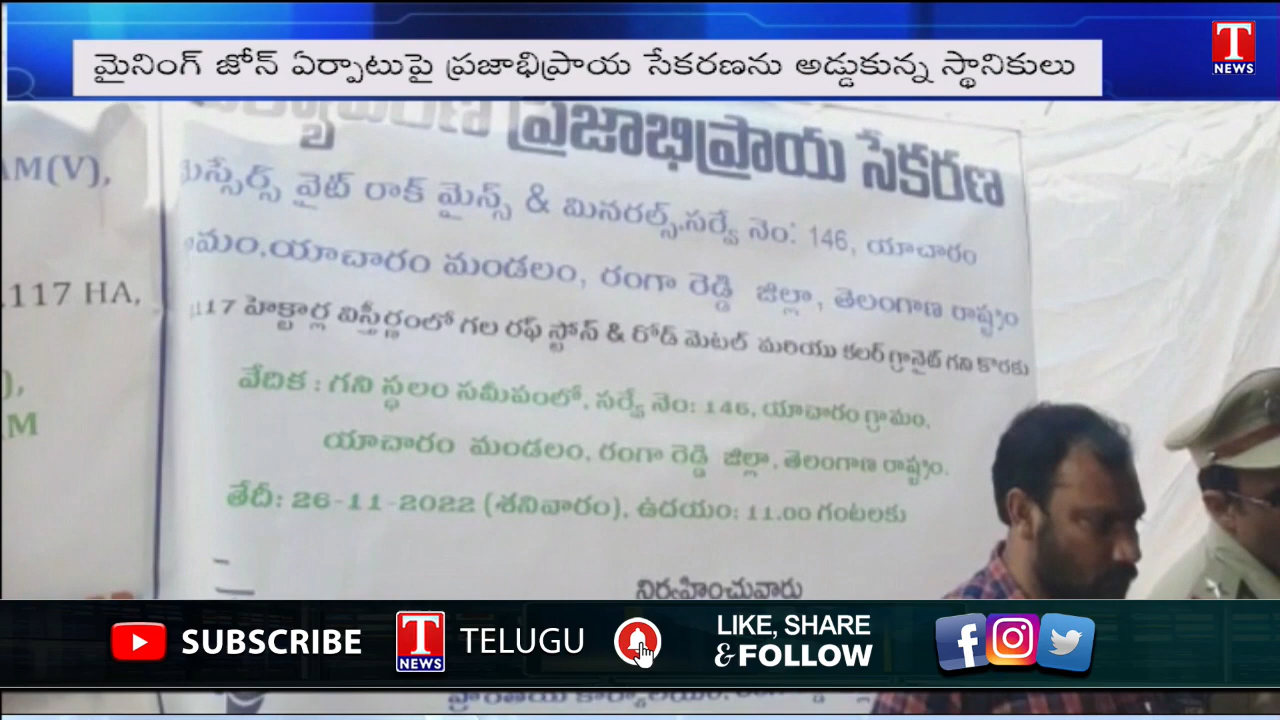 మైనింగ్ జోన్ ఏర్పాటుపై ప్రజాభిప్రాయ సేకరణను అడ్డుకున్న స్థానికులు
T NEWS
ప్రజాభిప్రాయ సేకరణ
వైట్ రాక్ మైన్స్ & మినరల్స్,సర్వే నెం: 146, యాచారం
యాచారం మండలం, రంగా రెడ్డి జిల్లా, తెలంగాణ రాష్ట్రం
117 హెక్టార్ల విస్తీర్ణంలో గల రఫ్ స్టోన్ & రోడ్ మెటల్ మరియు కలర్ గ్రానైట్ గని కొరకు
వేదిక : గని స్థలం సమీపంలో, సర్వే నెం: 146, యాచారం గ్రామం,
యాచారం మండలం, రంగా రెడ్డి జిల్లా, తెలంగాణ రాష్ట్రం.
తేదీ: 26-11-2022 (శనివారం), ఉదయం: 11.00 గంటలకు
నిర్వహించువారు
AM(V),
.117 HA,
),
M
SUBSCRIBE
T NEWS
TELUGU
LIKE, SHARE
& FOLLOW